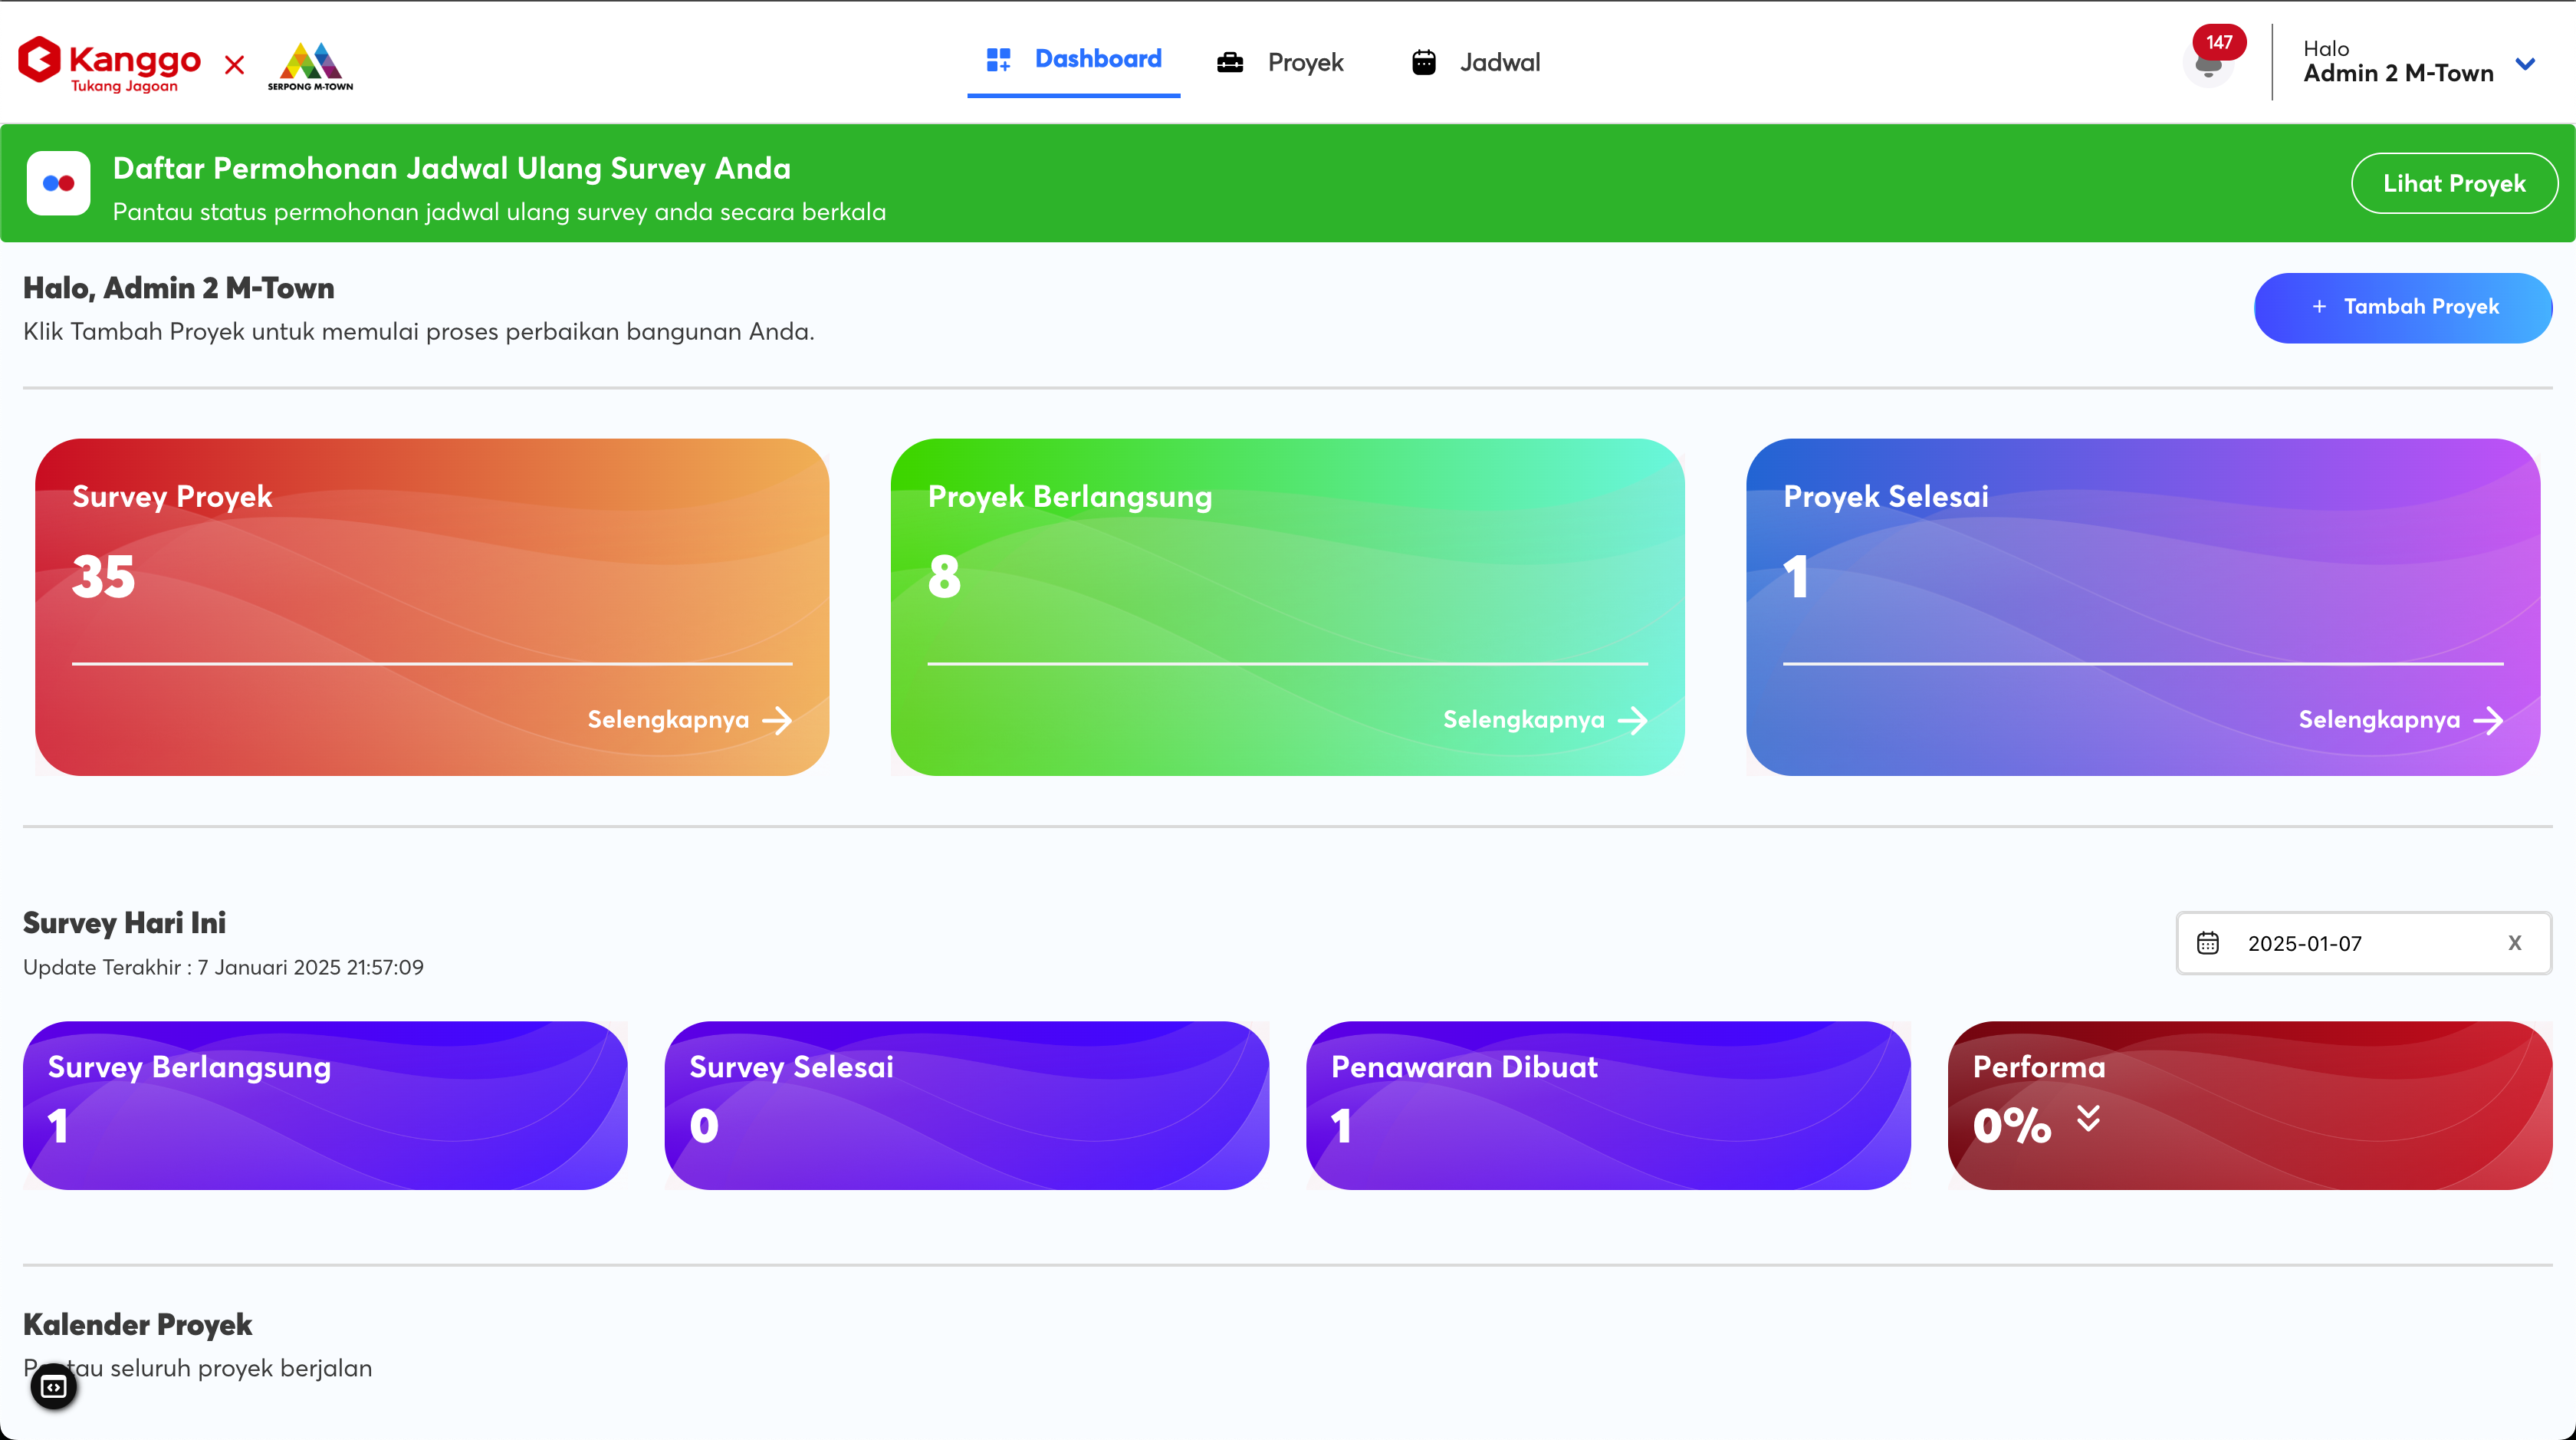 Kanggo
Tukang Jagoan
SERPONG M-TOWN
Dashboard
Proyek
Jadwal
147
Halo
Admin 2 M-Town
Daftar Permohonan Jadwal Ulang Survey Anda
Pantau status permohonan jadwal ulang survey anda secara berkala
Lihat Proyek
Halo, Admin 2 M-Town
Klik Tambah Proyek untuk memulai proses perbaikan bangunan Anda.
+ Tambah Proyek
Survey Proyek
35
Selengkapnya
Proyek Berlangsung
8
Selengkapnya
Proyek Selesai
1
Selengkapnya
Survey Hari Ini
Update Terakhir : 7 Januari 2025 21:57:09
2025-01-07 X
Survey Berlangsung
1
Survey Selesai
0
Penawaran Dibuat
1
Performa
0%
Kalender Proyek
seluruh proyek berjalan